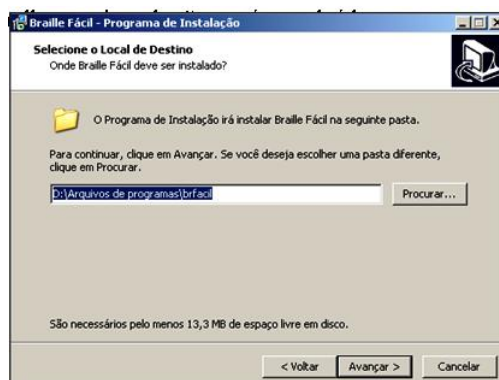 Braille Fácil - Programa de Instalação
Selecione o Local de Destino
Onde Braille Fácil deve ser instalado?
O Programa de Instalação irá instalar Braille Fácil na seguinte pasta.
Para continuar, clique em Avançar. Se você deseja escolher uma pasta diferente,
clique em Procurar.
D:\Arquivos de programas\brfacil
Procurar...
São necessários pelo menos 13,3 MB de espaço livre em disco.
< Voltar
Avançar >
Cancelar